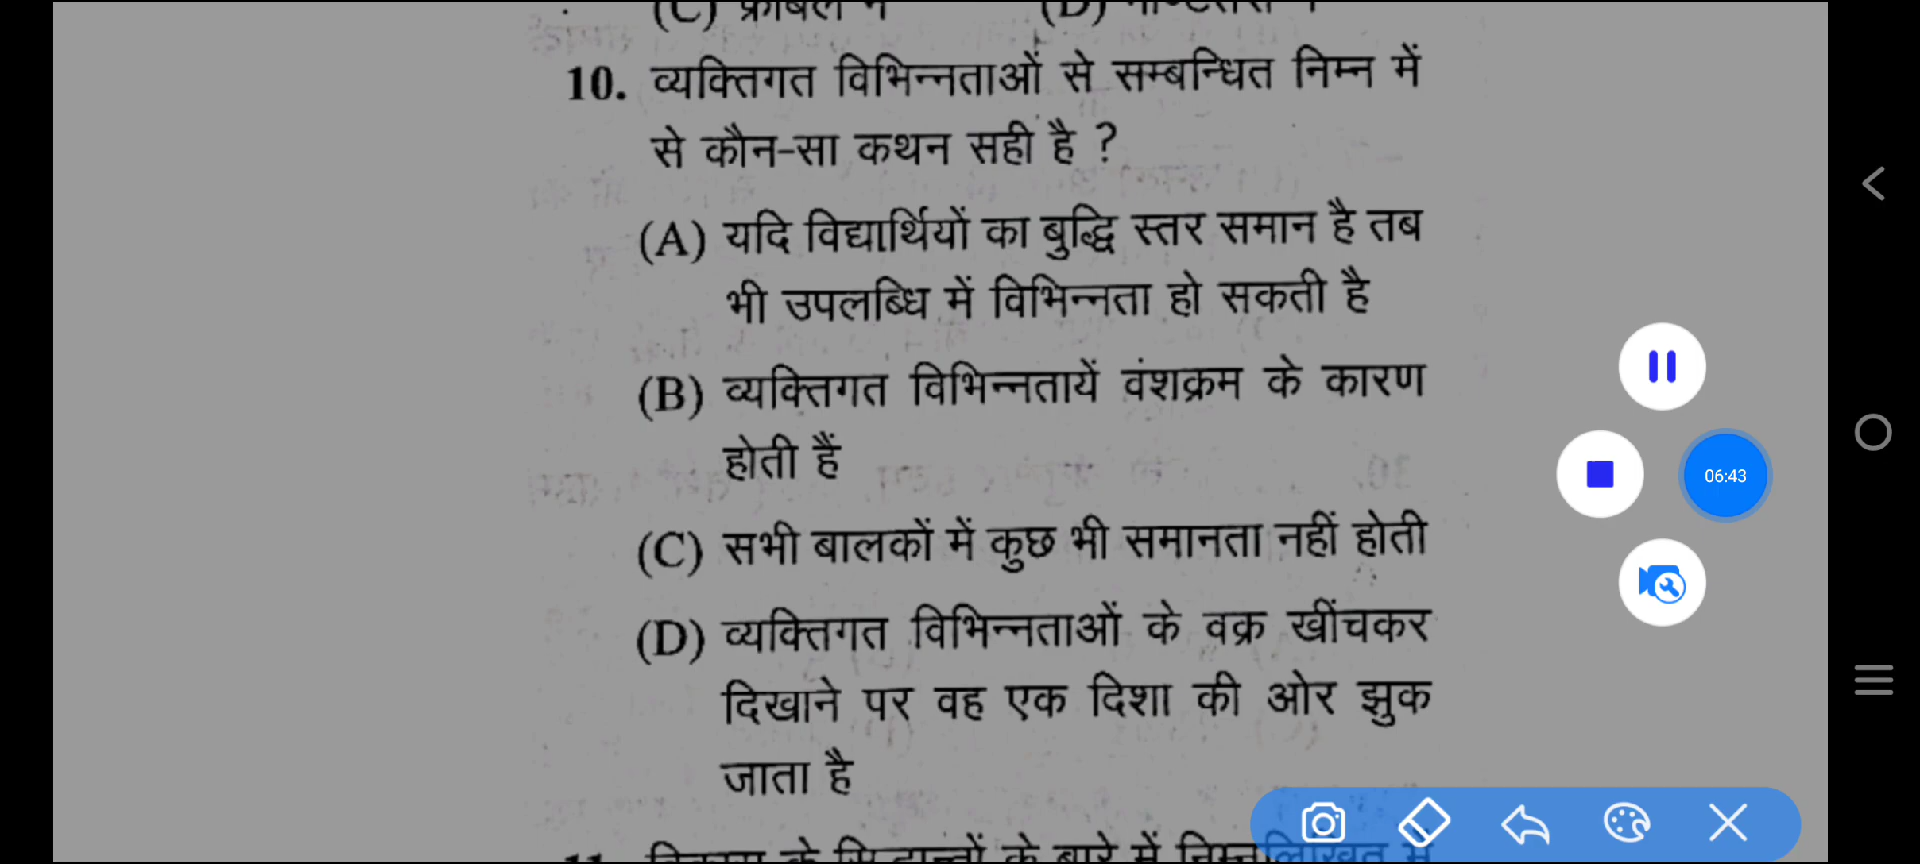 (C)
(D)
10. व्यक्तिगत विभिन्नताओं से सम्बन्धित निम्न में
से कौन-सा कथन सही है ?
(A) यदि विद्यार्थियों का बुद्धि स्तर समान है तब
भी उपलब्धि में विभिन्नता हो सकती है
(B) व्यक्तिगत विभिन्नतायें वंशक्रम के कारण
होती हैं
(C) सभी बालकों में कुछ भी समानता नहीं होती
(D) व्यक्तिगत विभिन्नताओं के वक्र खींचकर
दिखाने पर वह एक दिशा की ओर झुक
जाता है
के सिद्धान्तों के बारे में निम्नलिखित में
06:43